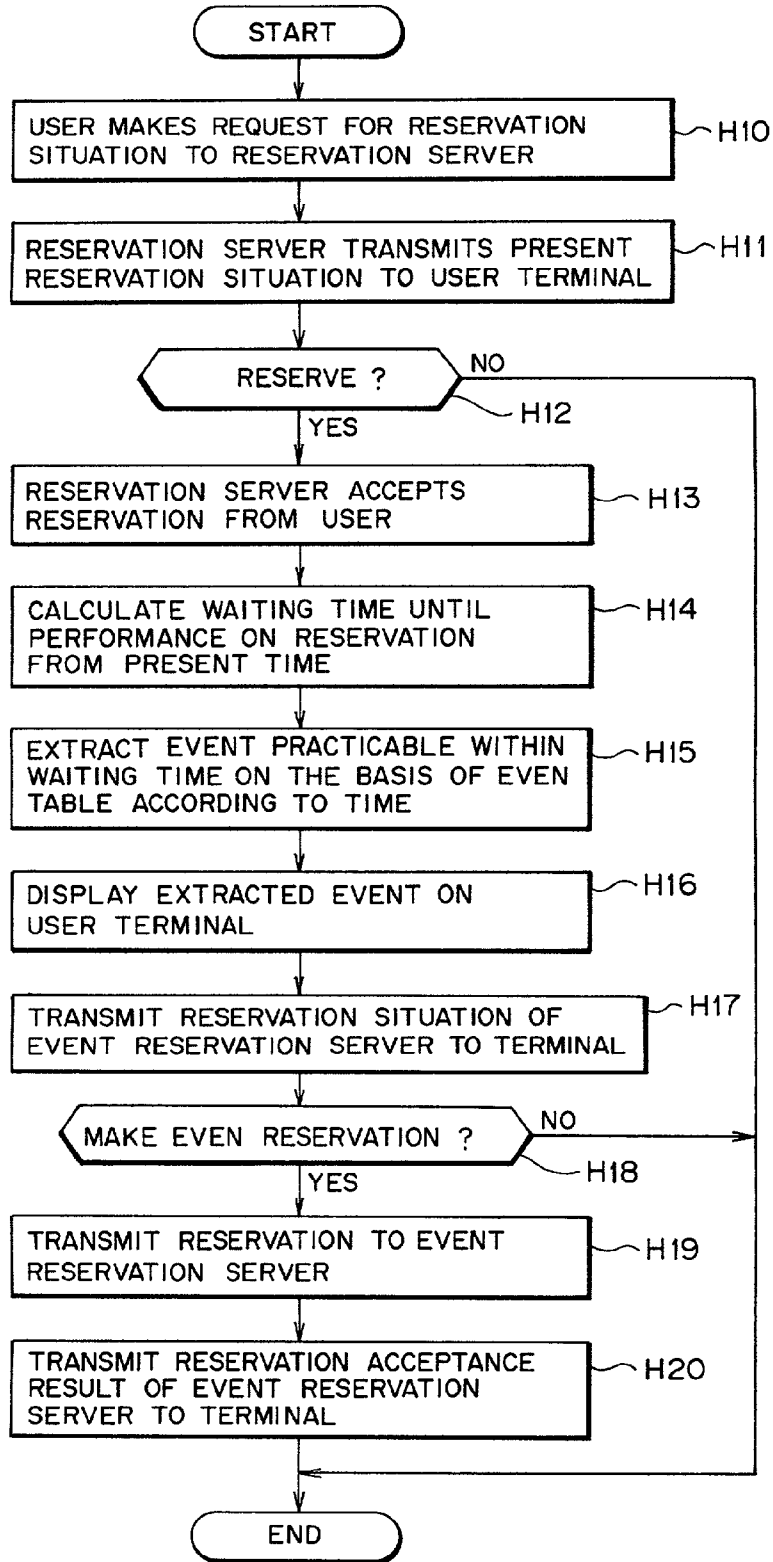 START
USER MAKES REQUEST FOR RESERVATION
SITUATION TO RESERVATION SERVER
H10
RESERVATION SERVER TRANSMITS PRESENT
RESERVATION SITUATION TO USER TERMINAL
H11
RESERVE ?
NO
H12
YES
RESERVATION SERVER ACCEPTS
RESERVATION FROM USER
H13
CALCULATE WAITING TIME UNTIL
PERFORMANCE ON RESERVATION
FROM PRESENT TIME
H14
EXTRACT EVENT PRACTICABLE WITHIN
WAITING TIME ON THE BASIS OF EVEN
TABLE ACCORDING TO TIME
H15
DISPLAY EXTRACTED EVENT ON
USER TERMINAL
H16
TRANSMIT RESERVATION SITUATION OF
EVENT RESERVATION SERVER TO TERMINAL
H17
MAKE EVEN RESERVATION ?
NO
H18
YES
TRANSMIT RESERVATION TO EVENT
RESERVATION SERVER
H19
TRANSMIT RESERVATION ACCEPTANCE
RESULT OF EVENT RESERVATION
SERVER TO TERMINAL
H20
END